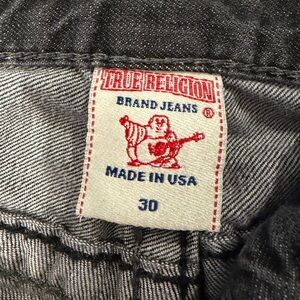 TRUE RELIGION
BRAND JEANS ®
MADE IN USA
30